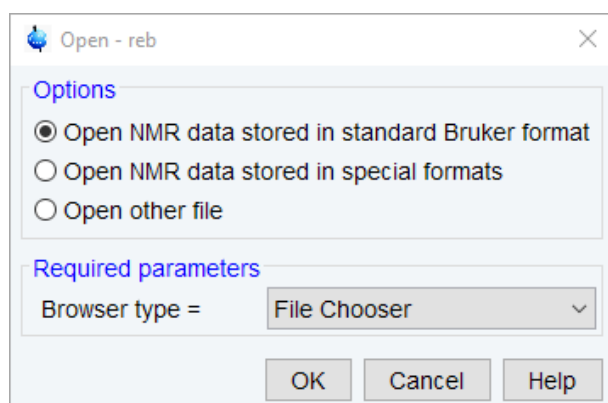 Open - reb
Options
Open NMR data stored in standard Bruker format
Open NMR data stored in special formats
Open other file
Required parameters
Browser type = File Chooser
OK Cancel Help